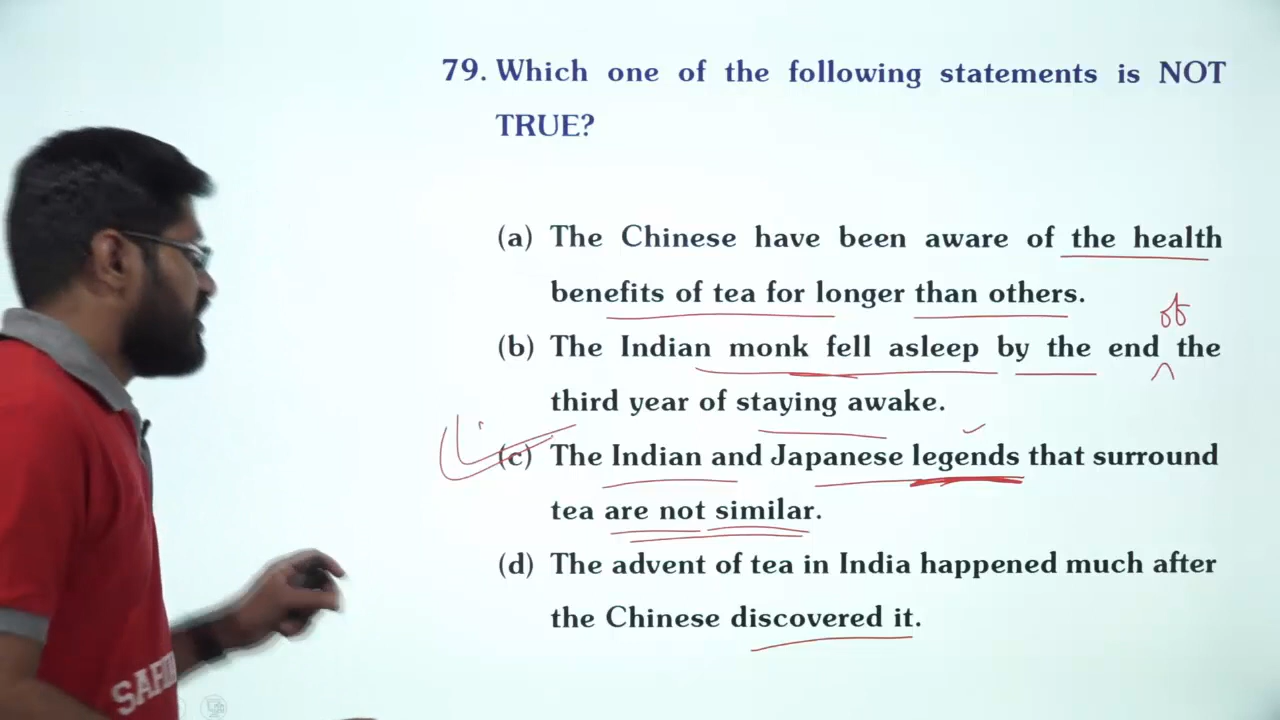 79. Which one of the following statements is NOT
TRUE?
(a) The Chinese have been aware of the health
benefits of tea for longer than others.
of
(b) The Indian monk fell asleep by the end the
third year of staying awake.
(c) The Indian and Japanese legends that surround
tea are not similar.
(d) The advent of tea in India happened much after
the Chinese discovered it.